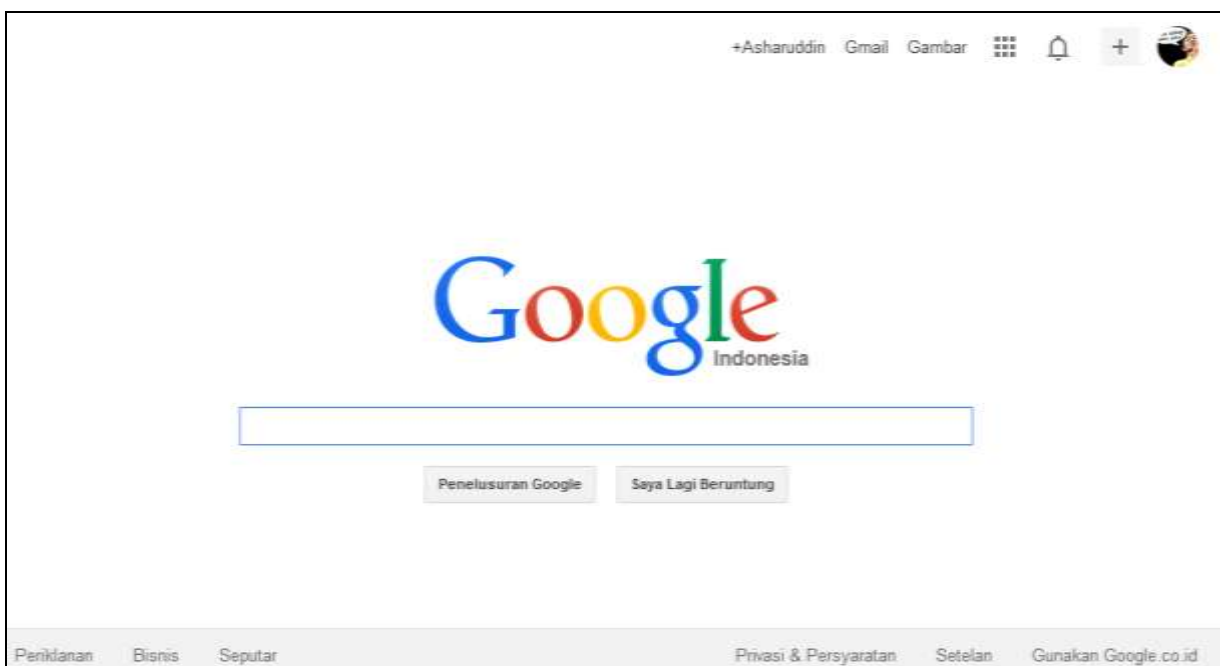 +Asharuddin Gmail Gambar
Google
Indonesia
Penelusuran Google Saya Lagi Beruntung
Periklanan Bisnis Seputar Privasi & Persyaratan Setelan Gunakan Google.co.id